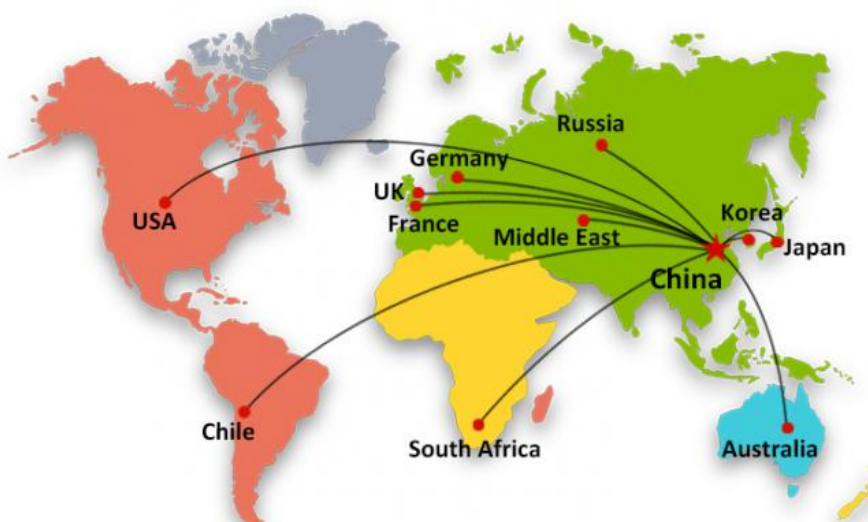 Russia
Germany
UK
USA
France
Korea
Middle East
Japan
China
Chile
South Africa
Australia